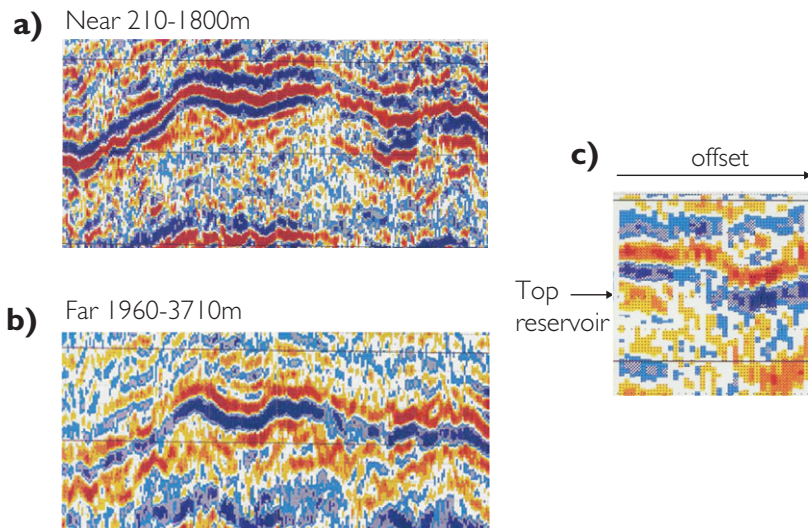 a) Near 210-1800m
c)
offset
Top
reservoir
b) Far 1960-3710m